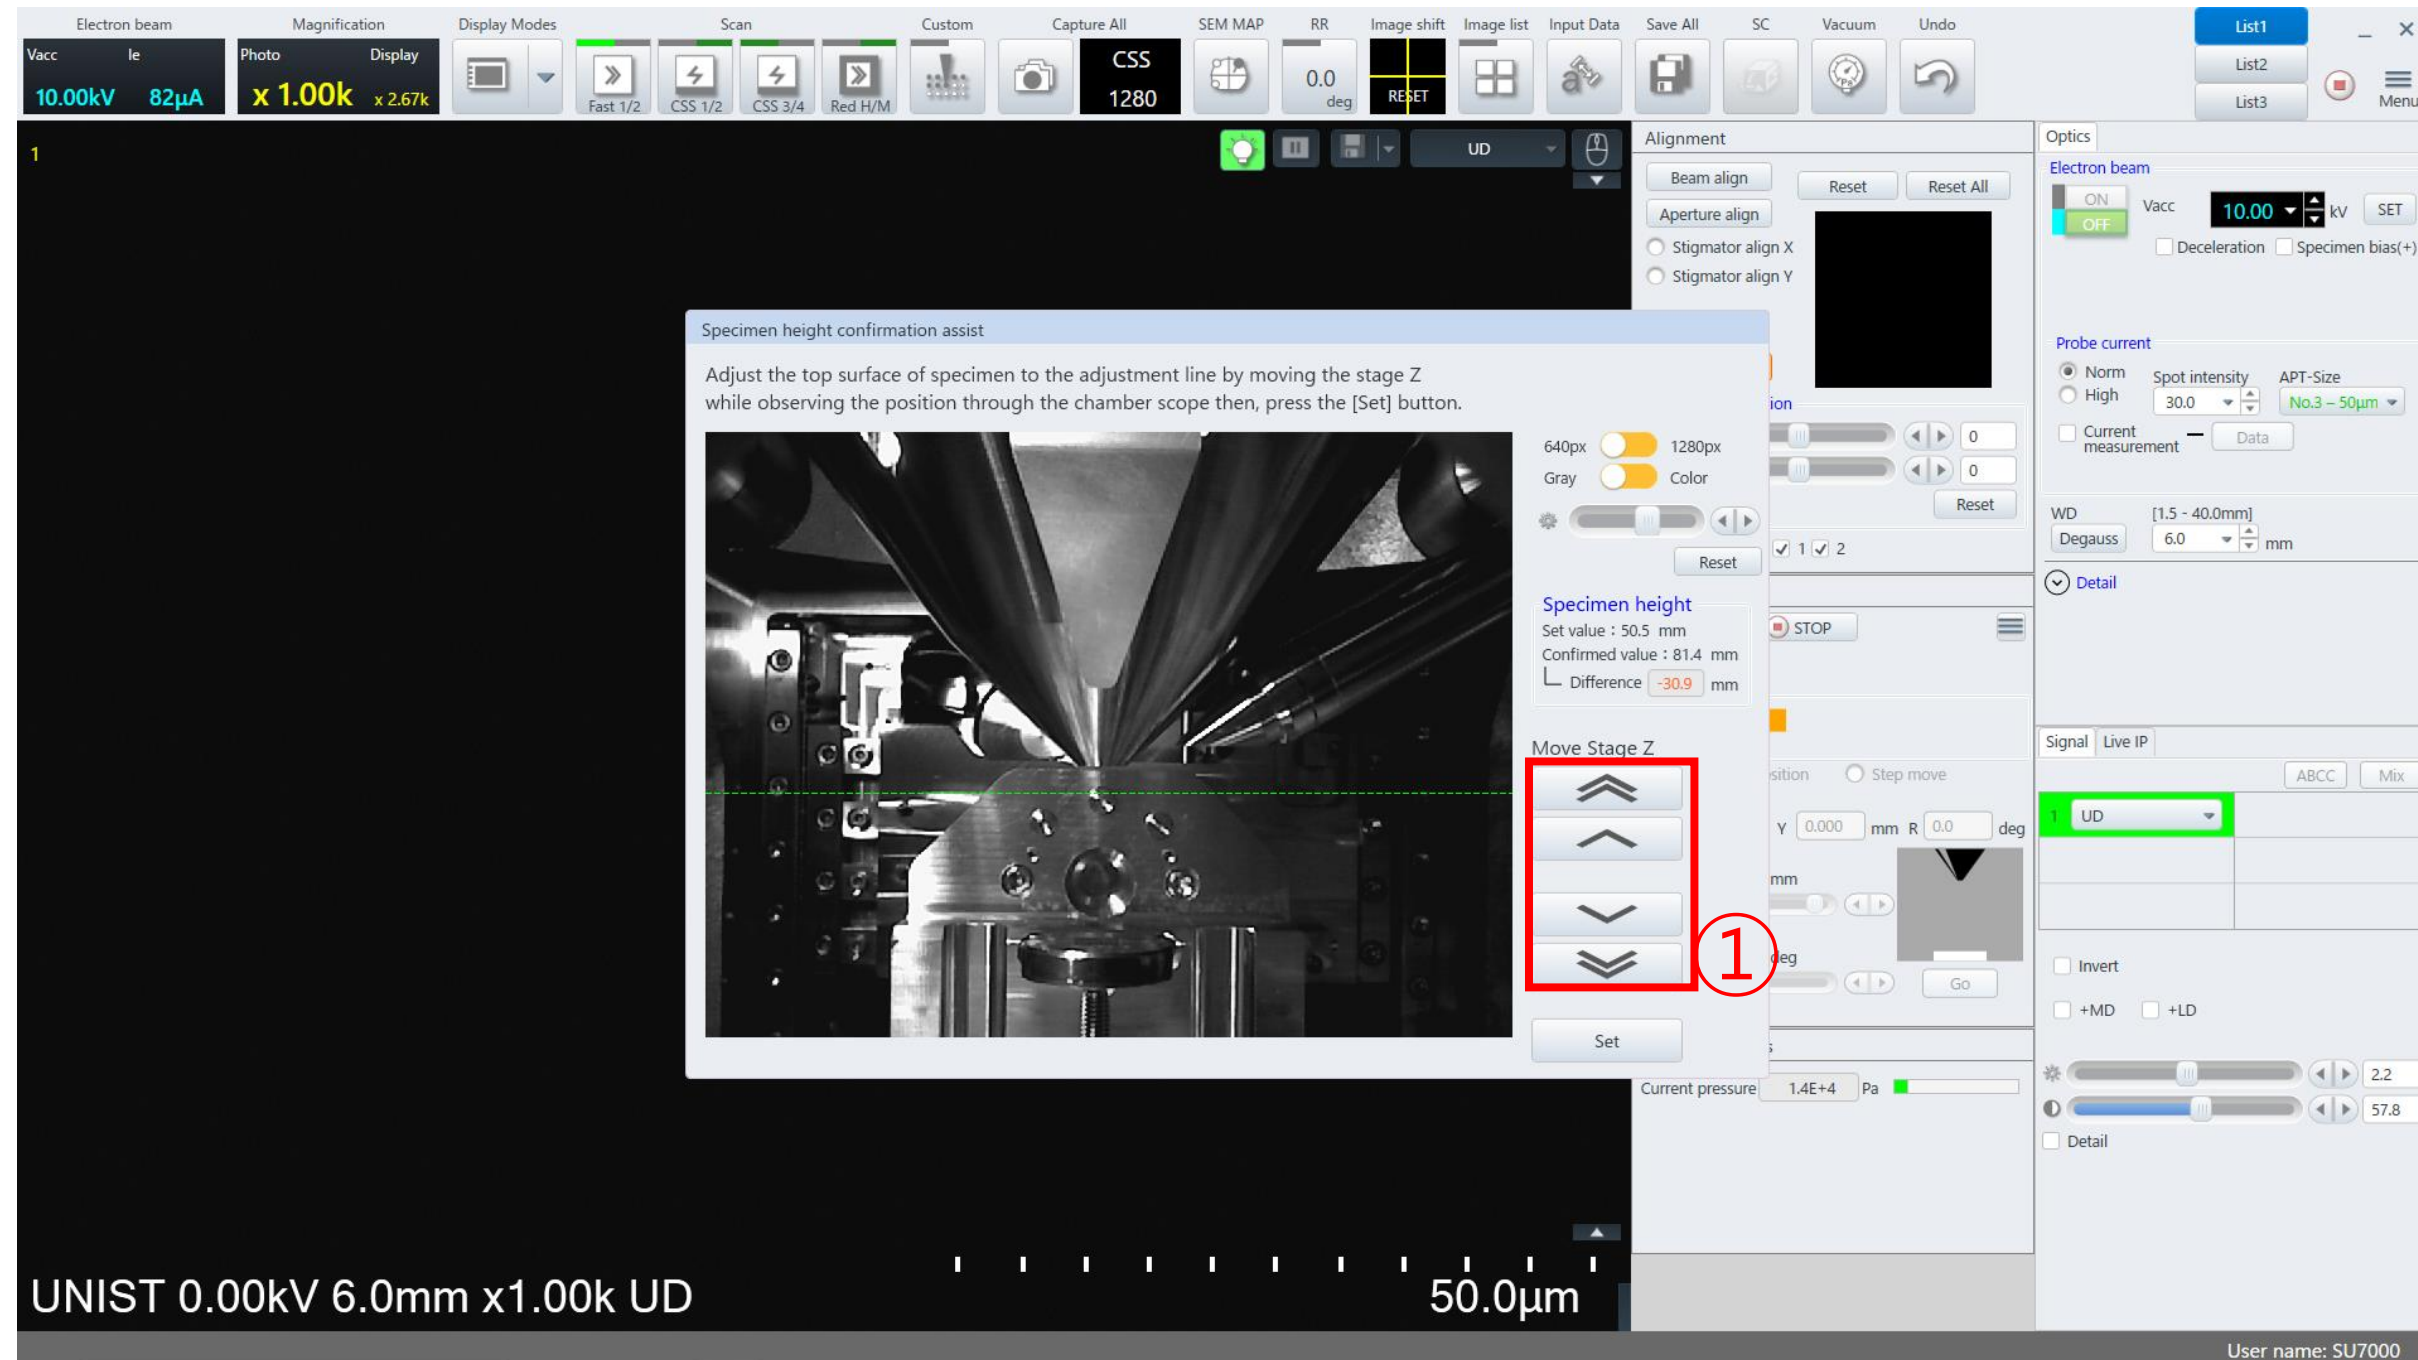 Electron beam Magnification Display Modes Scan Custom Capture All SEM MAP RR Image shift Image list Input Data Save All SC Vacuum Undo
Vacc Ie Photo Display
10.00kV 82µA x 1.00k x 2.67k
Fast 1/2 CSS 1/2 CSS 3/4 Red H/M
CSS
1280
0.0
deg
RESET
List1
List2
List3
Menu
1
UD
Alignment
Beam align Reset Reset All
Aperture align
Stigmator align X
Stigmator align Y
ion
0
0
Reset
1 2
STOP
sition Step move
Y 0.000 mm R 0.0 deg
mm
deg
Go
s
Current pressure 1.4E+4 Pa
Specimen height confirmation assist
Adjust the top surface of specimen to the adjustment line by moving the stage Z
while observing the position through the chamber scope then, press the [Set] button.
640px 1280px
Gray Color
Reset
Specimen height
Set value : 50.5 mm
Confirmed value : 81.4 mm
Difference -30.9 mm
Move Stage Z
①
Set
Optics
Electron beam
ON
OFF
Vacc 10.00 kV SET
Deceleration Specimen bias(+)
Probe current
Norm
High
Spot intensity APT-Size
30.0 No.3 – 50µm
Current
measurement
Data
WD [1.5 - 40.0mm]
Degauss 6.0 mm
Detail
Signal Live IP
ABCC Mix
1 UD
Invert
+MD +LD
2.2
57.8
Detail
UNIST 0.00kV 6.0mm x1.00k UD 50.0µm
User name: SU7000